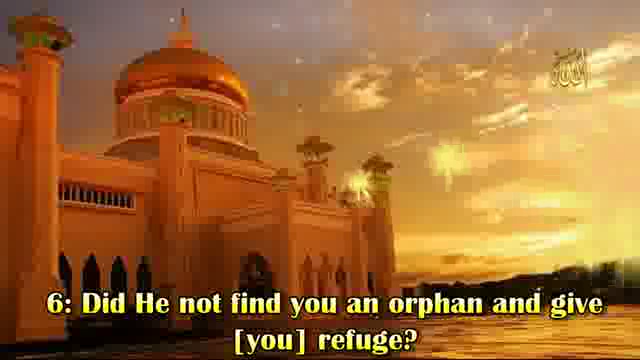 الله
6: Did He not find you an orphan and give
[you] refuge?